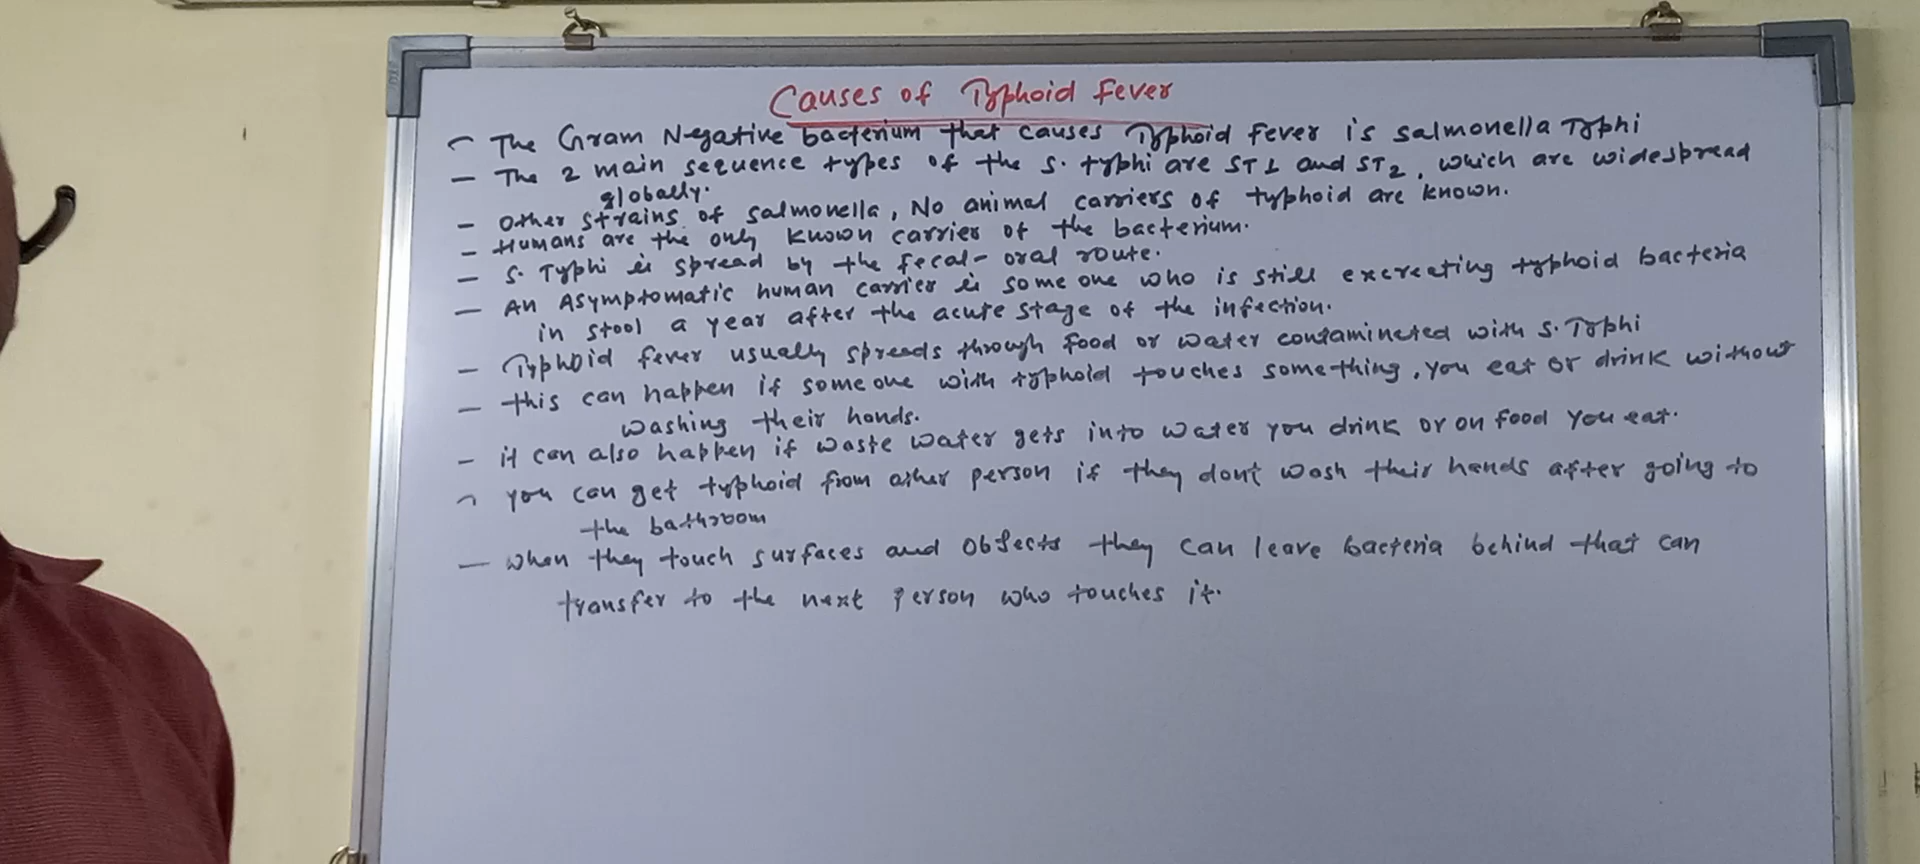 Causes of Typhoid Fever
- The Gram Negative bacterium that causes Typhoid Fever is salmonella Typhi
- The 2 main sequence types of the S. typhi are ST1 and ST2, which are widespread
globally.
- Other strains of salmonella, No animal carriers of typhoid are known.
- Humans are the only known carrier of the bacterium.
- S. Typhi is spread by the fecal-oral route.
- An Asymptomatic human carrier is some one who is still excreating typhoid bacteria
in stool a year after the acute stage of the infection.
- Typhoid fever usually spreads through food or water contamineted with S. Typhi
- this can happen if some one with typhoid touches something, you eat or drink without
washing their hands.
- it can also happen if waste water gets into water you drink or on food you eat.
- you can get typhoid from other person if they dont wash their hands after going to
the bathroom
- when they touch surfaces and objects they can leave bacteria behind that can
transfer to the next person who touches it.